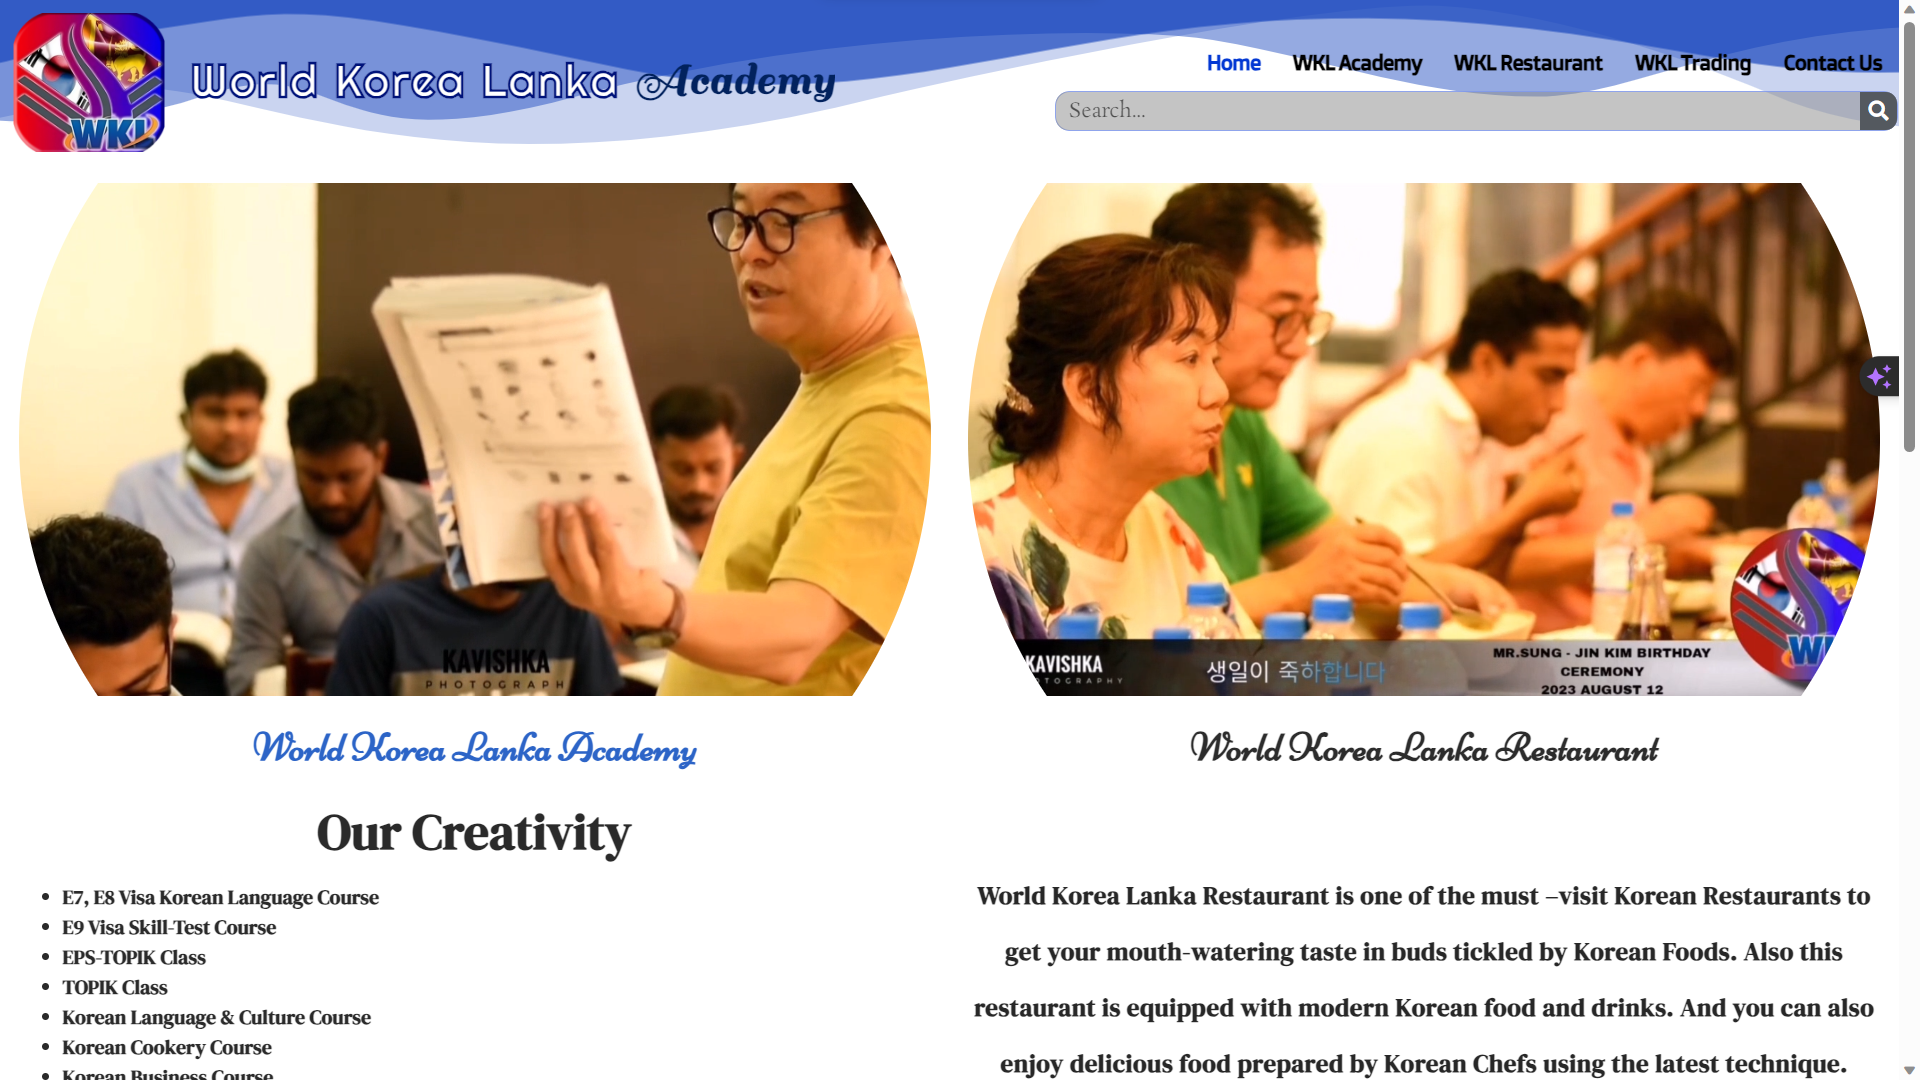 WKL
World Korea Lanka Academy
Home
WKL Academy
WKL Restaurant
WKL Trading
Contact Us
Search...
KAVISHKA
PHOTOGRAPH
World Korea Lanka Academy
Our Creativity
E7, E8 Visa Korean Language Course
E9 Visa Skill-Test Course
EPS-TOPIK Class
TOPIK Class
Korean Language & Culture Course
Korean Cookery Course
Korean Business Course
KAVISHKA
OTOGRAPHY
생일이 죽하합니다
MR.SUNG - JIN KIM BIRTHDAY
CEREMONY
2023 AUGUST 12
World Korea Lanka Restaurant
World Korea Lanka Restaurant is one of the must –visit Korean Restaurants to
get your mouth-watering taste in buds tickled by Korean Foods. Also this
restaurant is equipped with modern Korean food and drinks. And you can also
enjoy delicious food prepared by Korean Chefs using the latest technique.